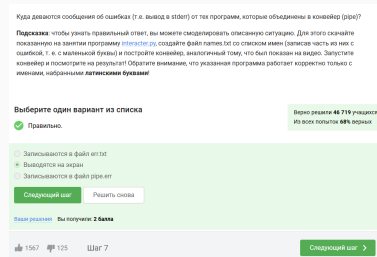 Куда деваются сообщения об ошибках (т.е. вывод в stderr) от тех программ, которые объединены в конвейер (pipe)?
Подсказка: чтобы узнать правильный ответ, вы можете смоделировать описанную ситуацию. Для этого скачайте
показанную на занятии программу interacter.py, создайте файл names.txt со списком имен (записав часть из них с
ошибкой, т. е. с маленькой буквы) и постройте конвейер, аналогичный тому, что был показан на видео. Запустите
конвейер и посмотрите на результат! Обратите внимание, что указанная программа работает корректно только с
именами, набранными латинскими буквами!
Выберите один вариант из списка
Верно решили 46 719 учащихся
Из всех попыток 68% верных
Правильно.
Записываются в файл err.txt
Выводятся на экран
Записываются в файл pipe.err
Следующий шаг
Решить снова
Ваши решения Вы получили: 2 балла
1567 125 Шаг 7
Следующий шаг